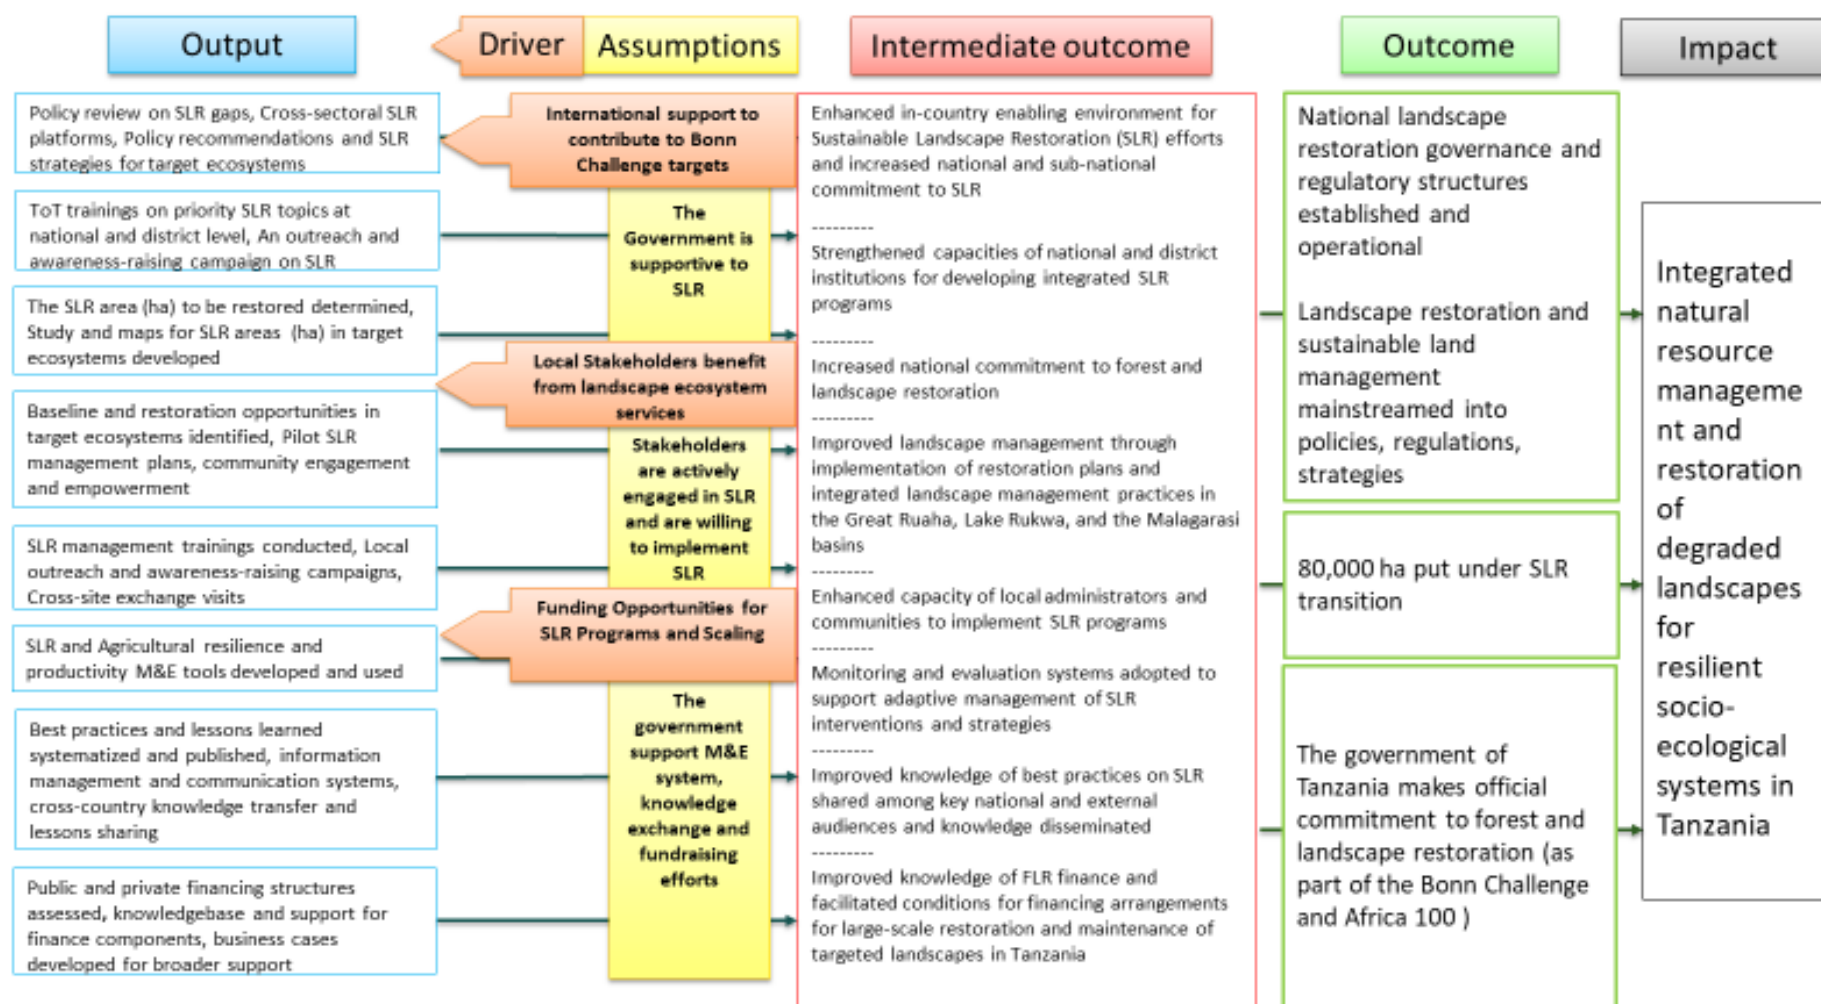 Output
Driver
Assumptions
Intermediate outcome
Outcome
Impact
Policy review on SLR gaps, Cross-sectoral SLR
platforms, Policy recommendations and SLR
strategies for target ecosystems
ToT trainings on priority SLR topics at
national and district level, An outreach and
awareness-raising campaign on SLR
The SLR area (ha) to be restored determined,
Study and maps for SLR areas (ha) in target
ecosystems developed
Baseline and restoration opportunities in
target ecosystems identified, Pilot SLR
management plans, community engagement
and empowerment
SLR management trainings conducted, Local
outreach and awareness-raising campaigns,
Cross-site exchange visits
SLR and Agricultural resilience and
productivity M&E tools developed and used
Best practices and lessons learned
systematized and published, information
management and communication systems,
cross-country knowledge transfer and
lessons sharing
Public and private financing structures
assessed, knowledgebase and support for
finance components, business cases
developed for broader support
International support to
contribute to Bonn
Challenge targets
The
Government is
supportive to
SLR
Local Stakeholders benefit
from landscape ecosystem
services
Stakeholders
are actively
engaged in SLR
and are willing
to implement
SLR
Funding Opportunities for
SLR Programs and Scaling
The
government
support M&E
system,
knowledge
exchange and
fundraising
efforts
Enhanced in-country enabling environment for
Sustainable Landscape Restoration (SLR) efforts
and increased national and sub-national
commitment to SLR
---------
Strengthened capacities of national and district
institutions for developing integrated SLR
programs
---------
Increased national commitment to forest and
landscape restoration
---------
Improved landscape management through
implementation of restoration plans and
integrated landscape management practices in
the Great Ruaha, Lake Rukwa, and the Malagarasi
basins
---------
Enhanced capacity of local administrators and
communities to implement SLR programs
---------
Monitoring and evaluation systems adopted to
support adaptive management of SLR
interventions and strategies
---------
Improved knowledge of best practices on SLR
shared among key national and external
audiences and knowledge disseminated
---------
Improved knowledge of FLR finance and
facilitated conditions for financing arrangements
for large-scale restoration and maintenance of
targeted landscapes in Tanzania
National landscape
restoration governance and
regulatory structures
established and
operational
Landscape restoration and
sustainable land
management
mainstreamed into
policies, regulations,
strategies
80,000 ha put under SLR
transition
The government of
Tanzania makes official
commitment to forest and
landscape restoration (as
part of the Bonn Challenge
and Africa 100 )
Integrated
natural
resource
manageme
nt and
restoration
of
degraded
landscapes
for
resilient
socio-
ecological
systems in
Tanzania